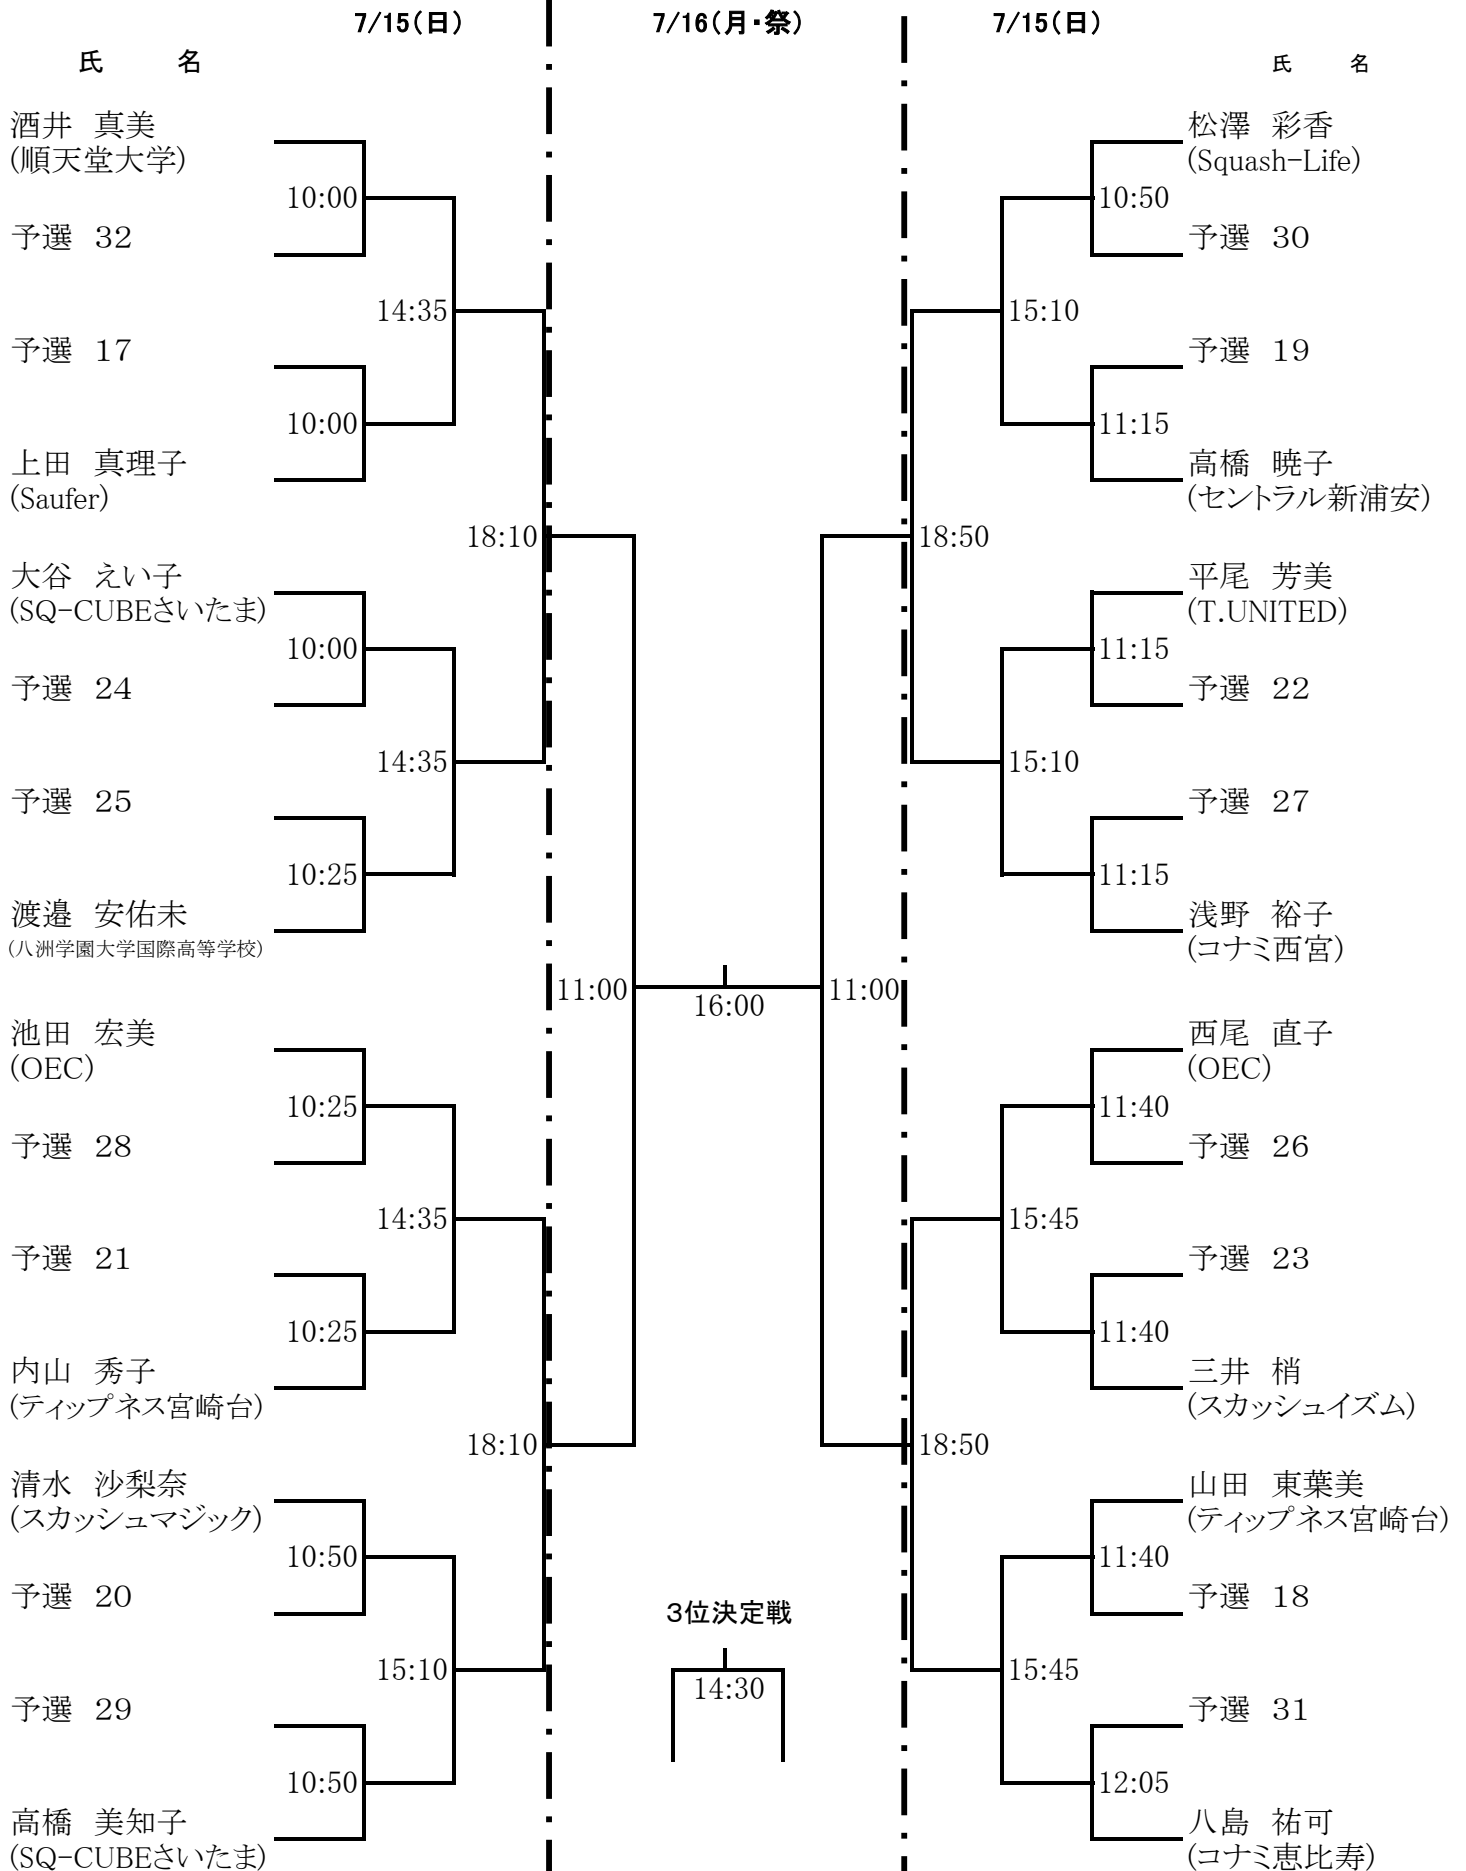 7/15(日)
7/16(月・祭)
7/15(日)
氏　名
氏　名
酒井 真美
(順天堂大学)
10:00
予選 32
14:35
予選 17
10:00
上田 真理子
(Saufer)
18:10
大谷 えい子
(SQ-CUBEさいたま)
10:00
予選 24
14:35
予選 25
10:25
渡邉 安佑未
(八洲学園大学国際高等学校)
11:00
池田 宏美
(OEC)
10:25
予選 28
14:35
予選 21
10:25
内山 秀子
(ティップネス宮崎台)
18:10
清水 沙梨奈
(スカッシュマジック)
10:50
予選 20
15:10
予選 29
10:50
高橋 美知子
(SQ-CUBEさいたま)
16:00
3位決定戦
14:30
松澤 彩香
(Squash-Life)
10:50
予選 30
15:10
予選 19
11:15
高橋 暁子
(セントラル新浦安)
18:50
平尾 芳美
(T.UNITED)
11:15
予選 22
15:10
予選 27
11:15
浅野 裕子
(コナミ西宮)
11:00
西尾 直子
(OEC)
11:40
予選 26
15:45
予選 23
11:40
三井 梢
(スカッシュイズム)
18:50
山田 東葉美
(ティップネス宮崎台)
11:40
予選 18
15:45
予選 31
12:05
八島 祐可
(コナミ恵比寿)